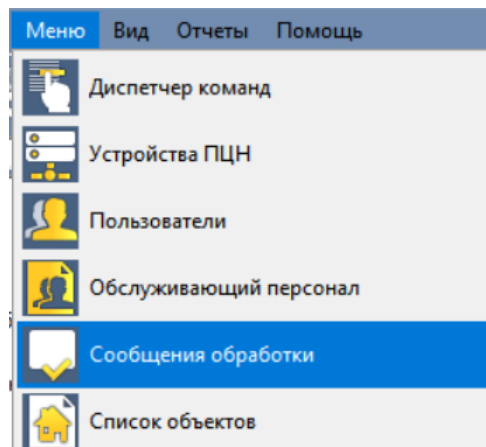 Меню Вид Отчеты Помощь
Диспетчер команд
Устройства ПЦН
Пользователи
Обслуживающий персонал
Сообщения обработки
Список объектов